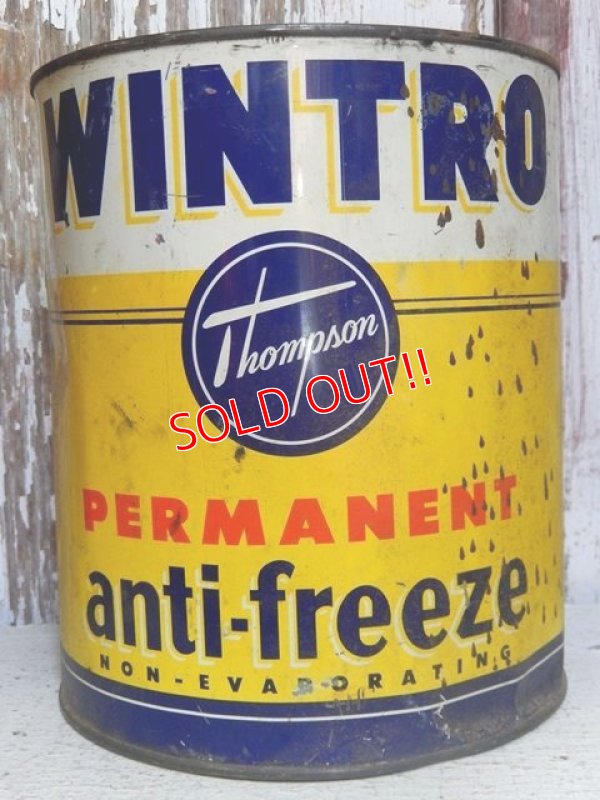 WINTRO
Thompson
SOLD OUT!!
PERMANENT
anti-freeze
NON-EVAPORATING